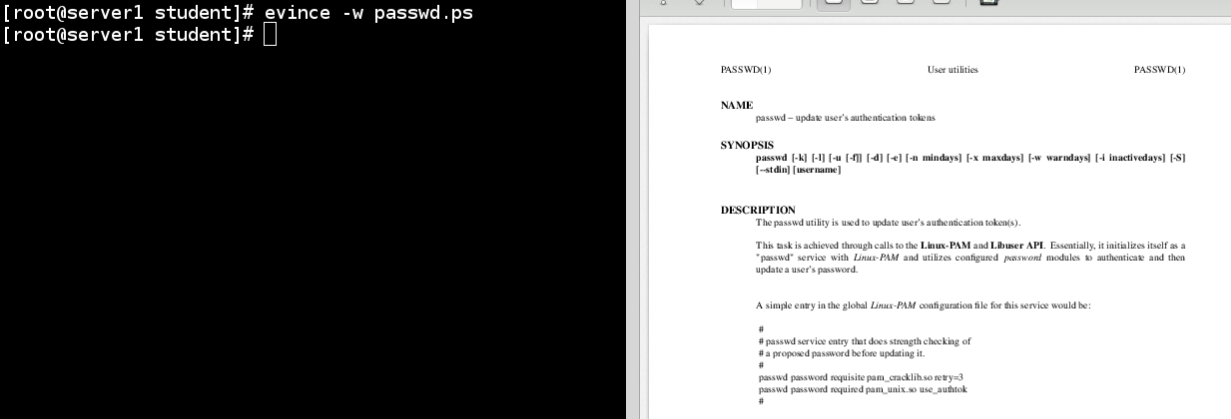 [root@server1 student]# evince -w passwd.ps
[root@server1 student]#
PASSWD(1) User utilities PASSWD(1)
NAME
passwd – update user's authentication tokens
SYNOPSIS
passwd [-k] [-l] [-u [-f]] [-d] [-e] [-n mindays] [-x maxdays] [-w warndays] [-i inactivedays] [-S]
[--stdin] [username]
DESCRIPTION
The passwd utility is used to update user's authentication token(s).
This task is achieved through calls to the Linux-PAM and Libuser API. Essentially, it initializes itself as a
"passwd" service with Linux-PAM and utilizes configured password modules to authenticate and then
update a user's password.
A simple entry in the global Linux-PAM configuration file for this service would be:
#
# passwd service entry that does strength checking of
# a proposed password before updating it.
#
passwd password requisite pam_cracklib.so retry=3
passwd password required pam_unix.so use_authtok
#